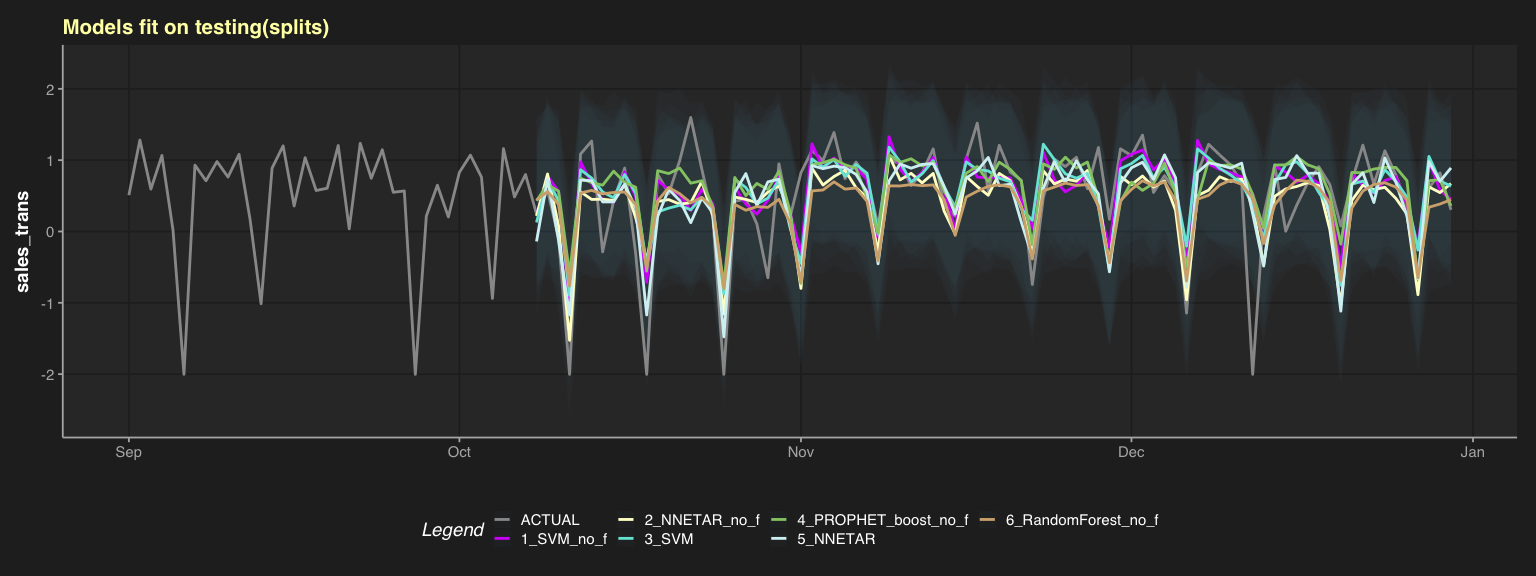 Models fit on testing(splits)
sales_trans
2
1
0
-1
-2
Sep Oct Nov Dec Jan
Legend
ACTUAL 2_NNETAR_no_f 4_PROPHET_boost_no_f 6_RandomForest_no_f
1_SVM_no_f 3_SVM 5_NNETAR